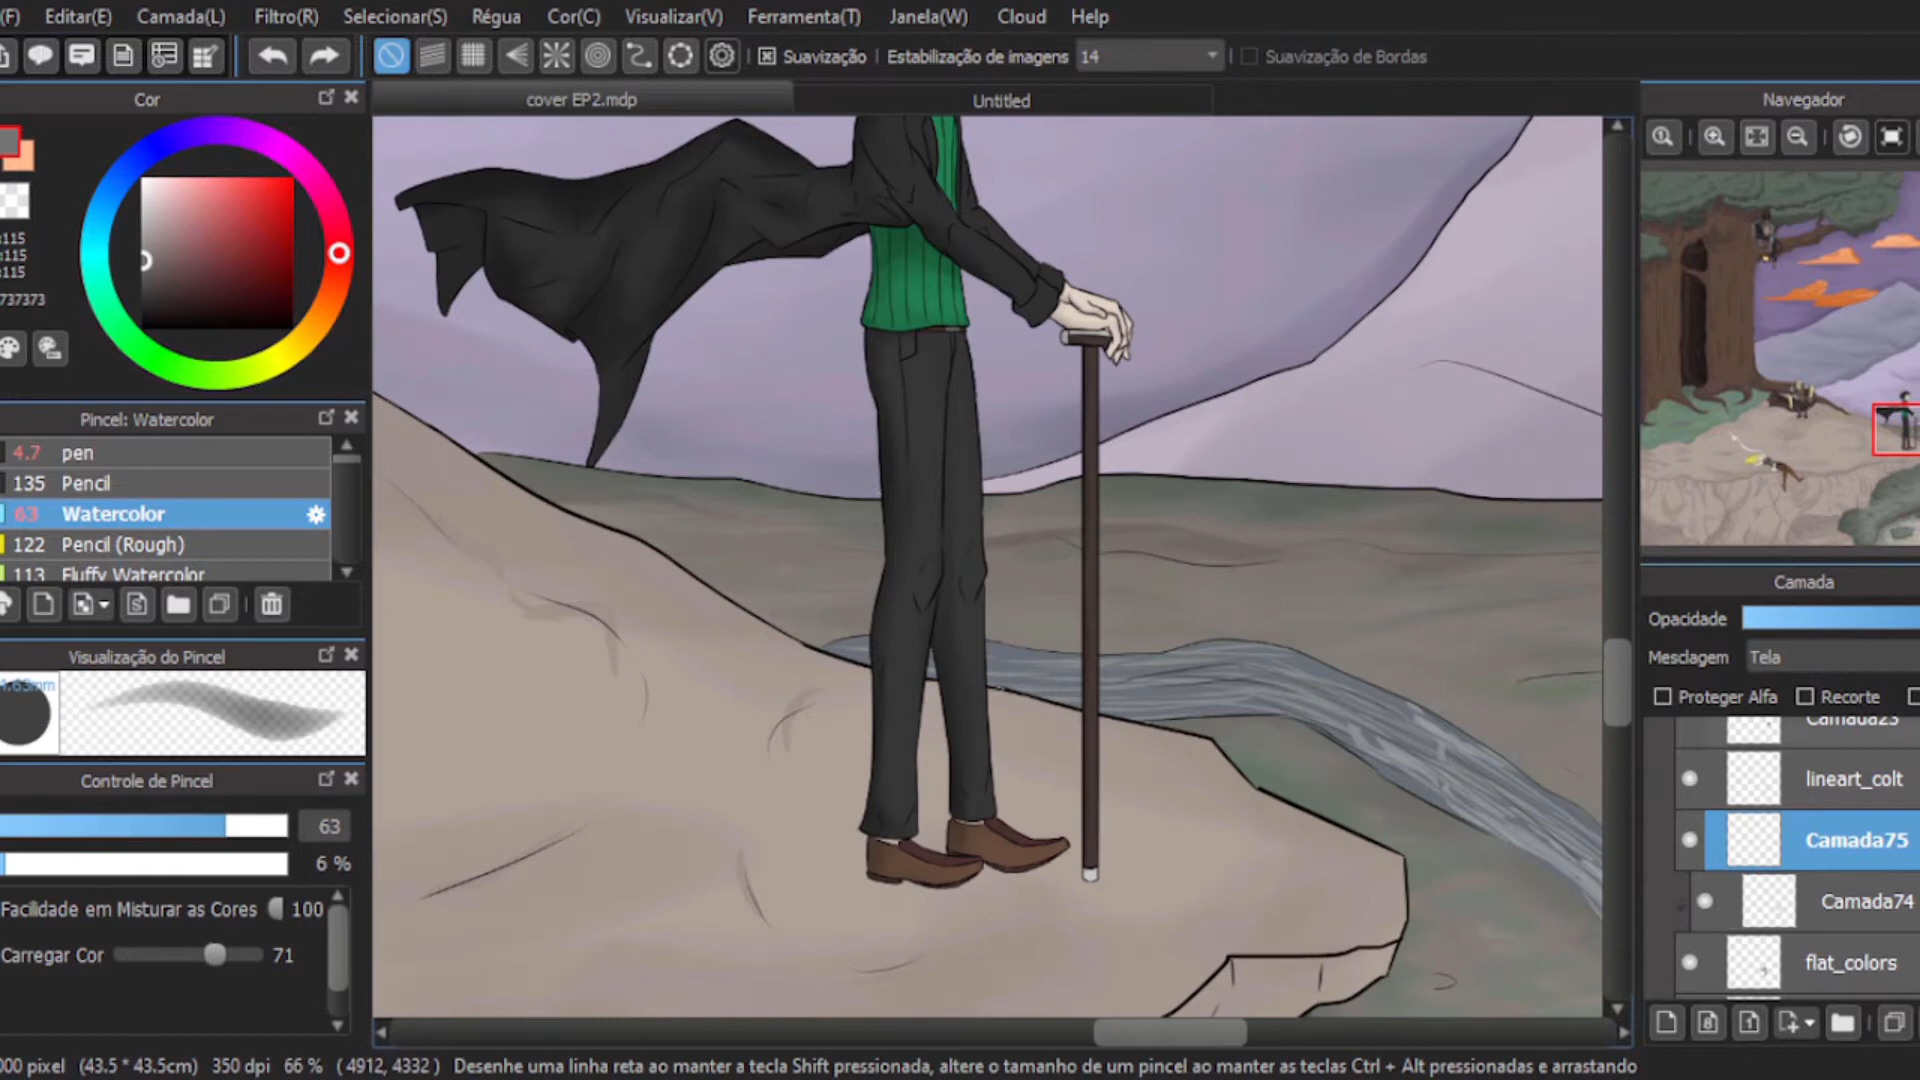 (F) Editar(E) Camada(L) Filtro(R) Selecionar(S) Régua Cor(C) Visualizar(V) Ferramenta(T) Janela(W) Cloud Help
Suavização Estabilização de imagens 14 Suavização de Bordas
Cor
cover EP2.mdp Untitled
Navegador
:115
:115
:115
737373
Pincel: Watercolor
4.7 pen
135 Pencil
63 Watercolor
122 Pencil (Rough)
113 Fluffy Watercolor
Visualização do Pincel
4.63mm
Controle de Pincel
63
6 %
Facilidade em Misturar as Cores 100
Carregar Cor 71
Camada
Opacidade
Mesclagem Tela
Proteger Alfa Recorte
Camada23
lineart_colt
Camada75
Camada74
flat_colors
000 pixel (43.5 * 43.5cm) 350 dpi 66 % ( 4912, 4332 ) Desenhe uma linha reta ao manter a tecla Shift pressionada, altere o tamanho de um pincel ao manter as teclas Ctrl + Alt pressionadas e arrastando